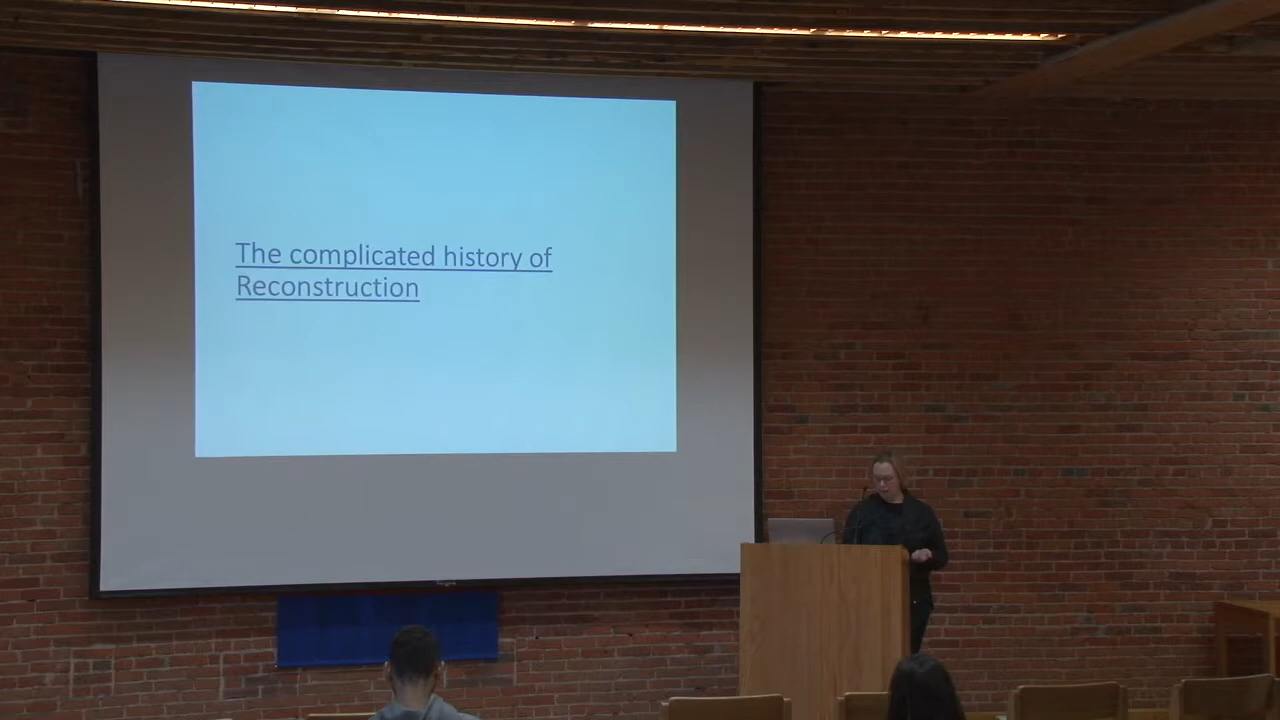 The complicated history of
Reconstruction